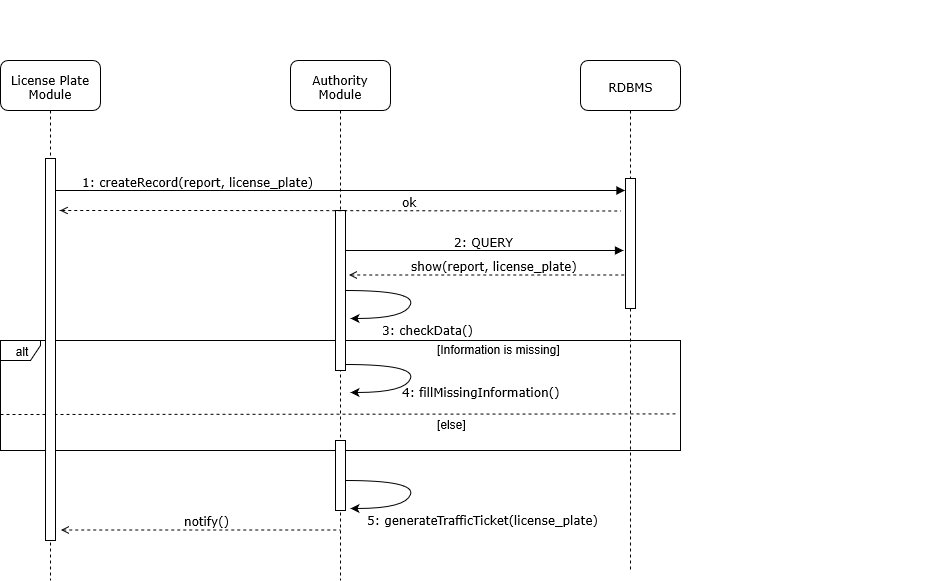 License Plate
Module
Authority
Module
RDBMS
1: createRecord(report, license_plate)
ok
2: QUERY
show(report, license_plate)
3: checkData()
alt
[Information is missing]
4: fillMissingInformation()
[else]
5: generateTrafficTicket(license_plate)
notify()